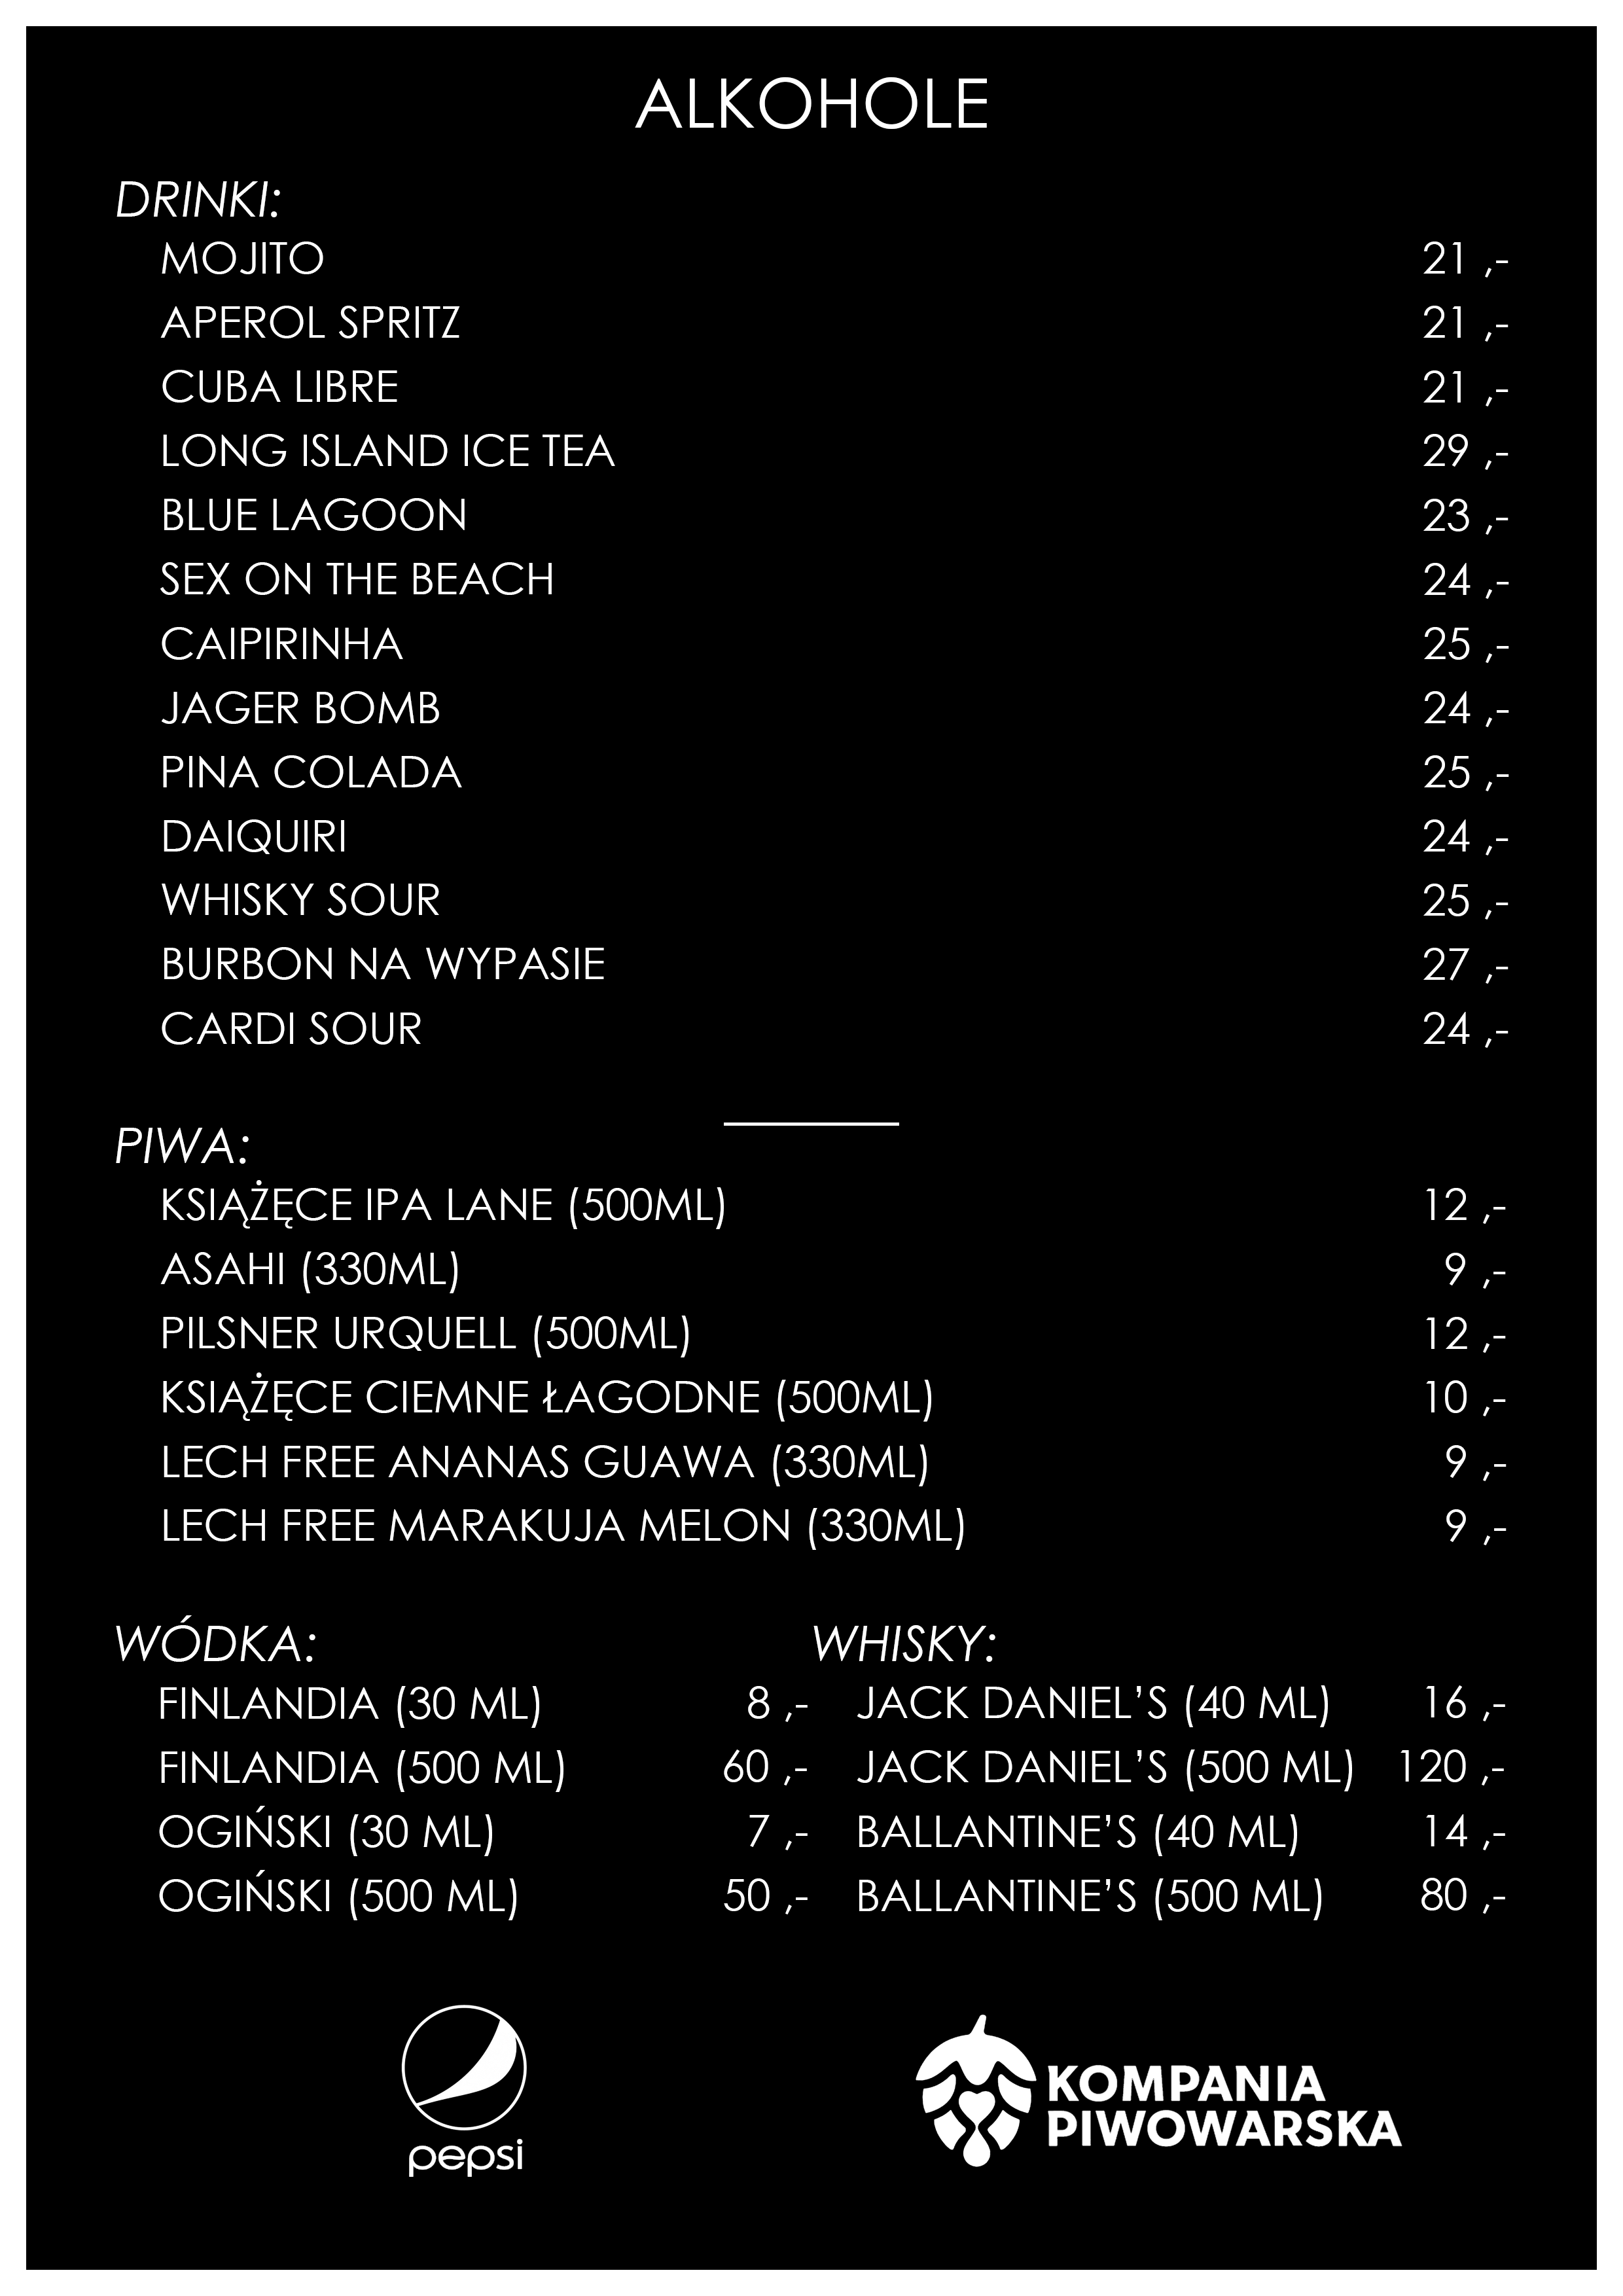 ALKOHOLE
DRINKI:
MOJITO 21 ,-
APEROL SPRITZ 21 ,-
CUBA LIBRE 21 ,-
LONG ISLAND ICE TEA 29 ,-
BLUE LAGOON 23 ,-
SEX ON THE BEACH 24 ,-
CAIPIRINHA 25 ,-
JAGER BOMB 24 ,-
PINA COLADA 25 ,-
DAIQUIRI 24 ,-
WHISKY SOUR 25 ,-
BURBON NA WYPASIE 27 ,-
CARDI SOUR 24 ,-
PIWA:
KSIĄŻĘCE IPA LANE (500ML) 12 ,-
ASAHI (330ML) 9 ,-
PILSNER URQUELL (500ML) 12 ,-
KSIĄŻĘCE CIEMNE ŁAGODNE (500ML) 10 ,-
LECH FREE ANANAS GUAWA (330ML) 9 ,-
LECH FREE MARAKUJA MELON (330ML) 9 ,-
WÓDKA:
FINLANDIA (30 ML) 8 ,-
FINLANDIA (500 ML) 60 ,-
OGIŃSKI (30 ML) 7 ,-
OGIŃSKI (500 ML) 50 ,-
WHISKY:
JACK DANIEL’S (40 ML) 16 ,-
JACK DANIEL’S (500 ML) 120 ,-
BALLANTINE’S (40 ML) 14 ,-
BALLANTINE’S (500 ML) 80 ,-
pepsi
KOMPANIA
PIWOWARSKA